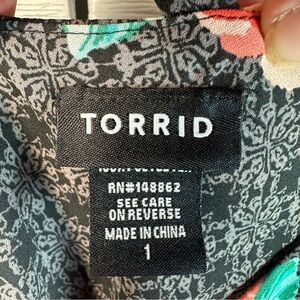 TORRID
RN#148862
SEE CARE
ON REVERSE
MADE IN CHINA
1